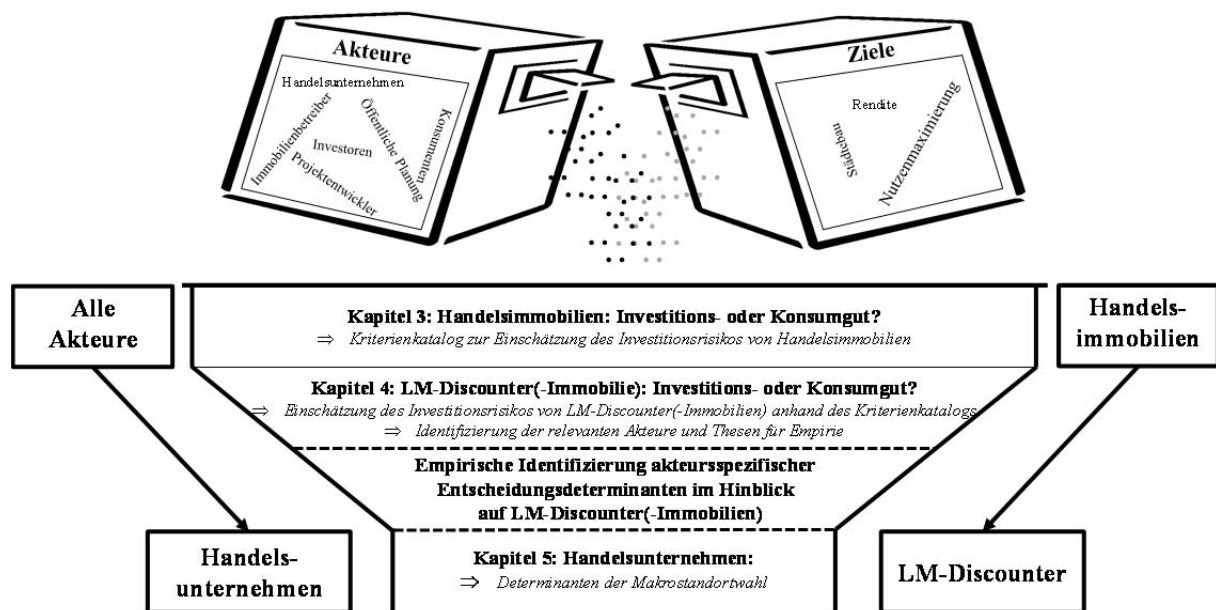 Akteure
Handelsunternehmen
Immobilienbetreiber
Öffentliche Planung
Konsumenten
Investoren
Projektentwickler
Ziele
Rendite
Städtebau
Nutzenmaximierung
Alle
Akteure
Kapitel 3: Handelsimmobilien: Investitions- oder Konsumgut?
⇒ Kriterienkatalog zur Einschätzung des Investitionsrisikos von Handelsimmobilien
Handels-
immobilien
Kapitel 4: LM-Discounter(-Immobilie): Investitions- oder Konsumgut?
⇒ Einschätzung des Investitionsrisikos von LM-Discounter(-Immobilien) anhand des Kriterienkatalogs
⇒ Identifizierung der relevanten Akteure und Thesen für Empirie
Empirische Identifizierung akteursspezifischer
Entscheidungsdeterminanten im Hinblick
auf LM-Discounter(-Immobilien)
Handels-
unternehmen
Kapitel 5: Handelsunternehmen:
⇒ Determinanten der Makrostandortwahl
LM-Discounter